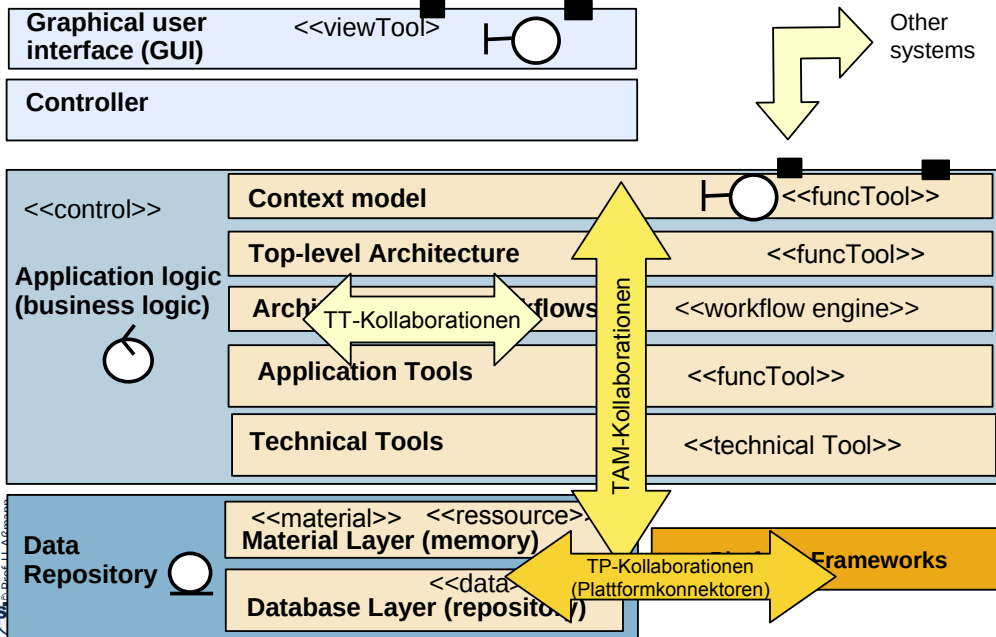 Graphical user
interface (GUI)
<<viewTool>
Other
systems
Controller
<<control>>
Application logic
(business logic)
Context model
<<funcTool>>
Top-level Architecture
<<funcTool>>
<<workflow engine>>
TT-Kollaborationen
Application Tools
<<funcTool>>
Technical Tools
<<technical Tool>>
TAM-Kollaborationen
Data
Repository
<<material>> <<ressource>
Material Layer (memory)
<<data>
Database Layer (repository)
Frameworks
TP-Kollaborationen
(Plattformkonnektoren)